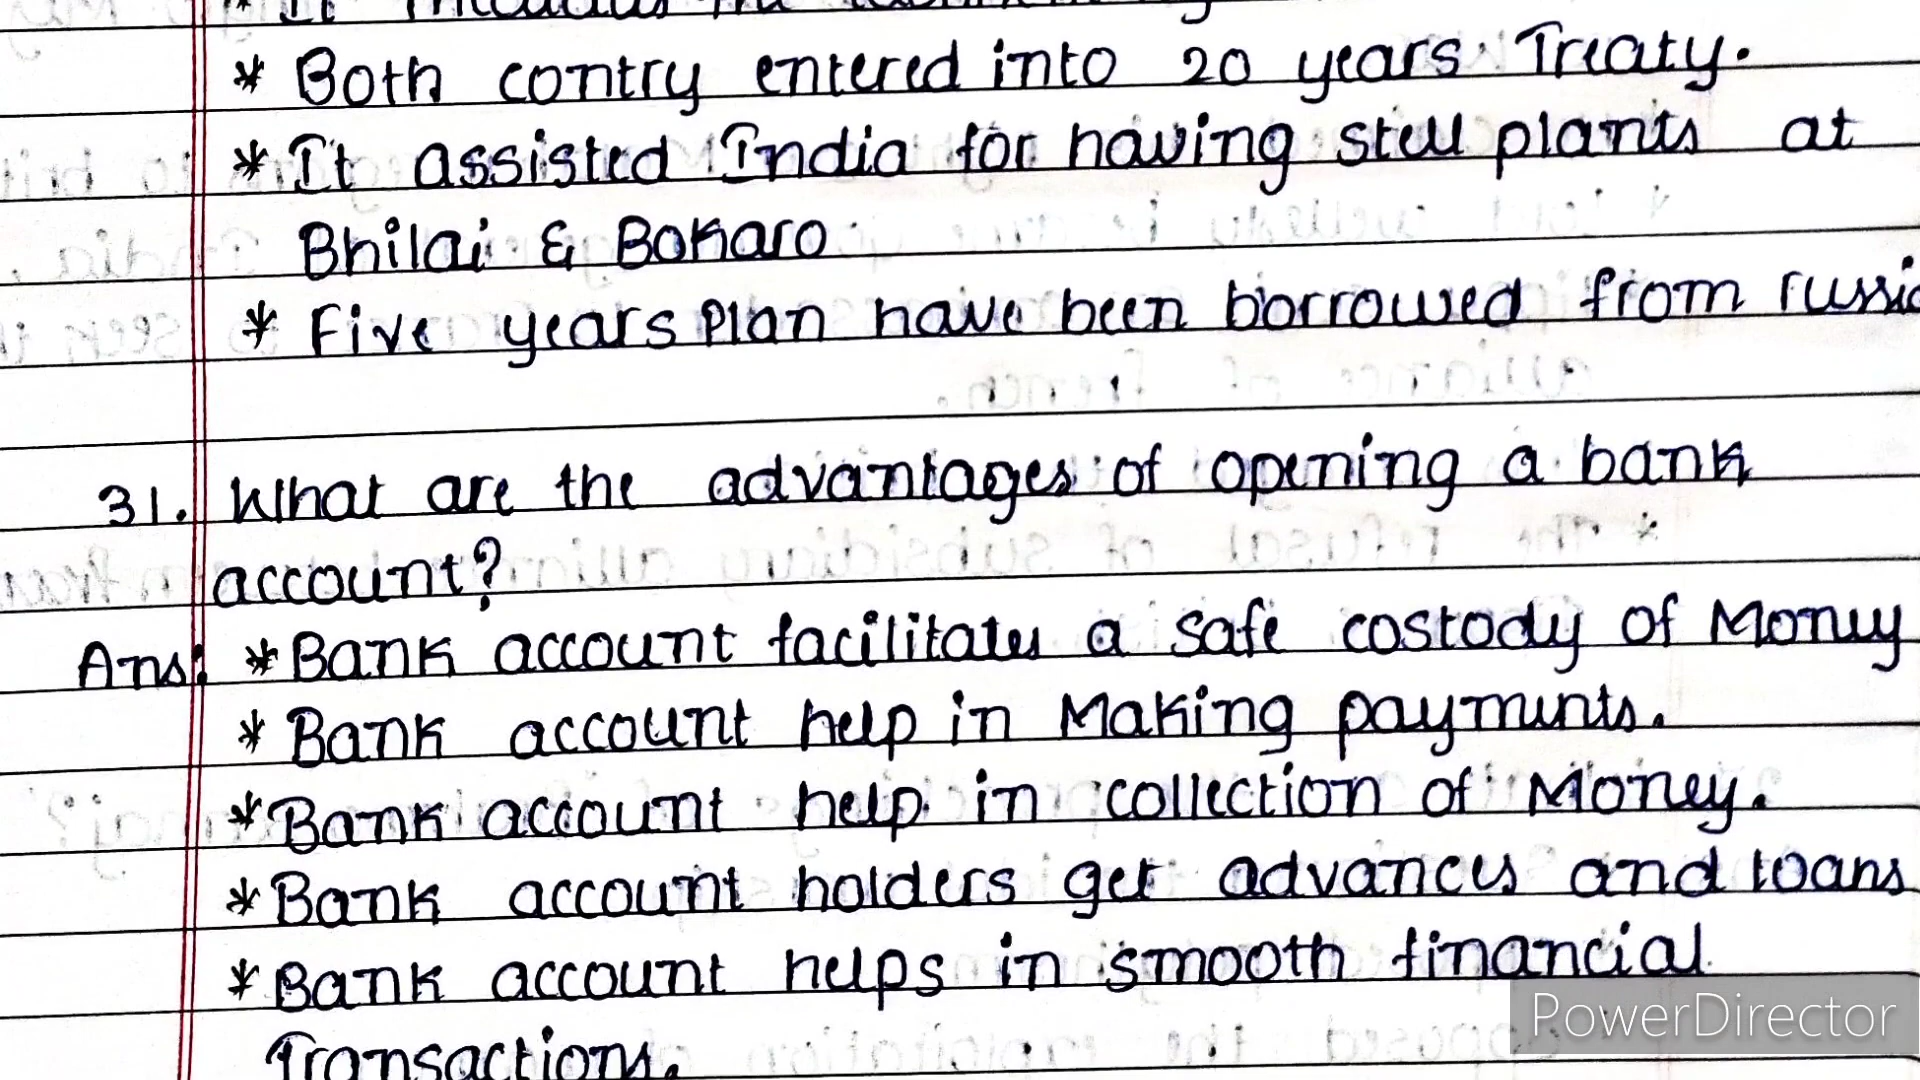 * It
* Both contry entered into 20 years Treaty.
* It assisted India for having steel plants at
Bhilai & Bokaro
* Five years Plan have been borrowed from russia
31. What are the advantages of opening a bank
account?
Ans: * Bank account facilitates a safe costody of Money
* Bank account help in Making payments.
* Bank account help in collection of Money.
* Bank account holders get advances and loans
* Bank account helps in smooth financial
Transactions.
PowerDirector